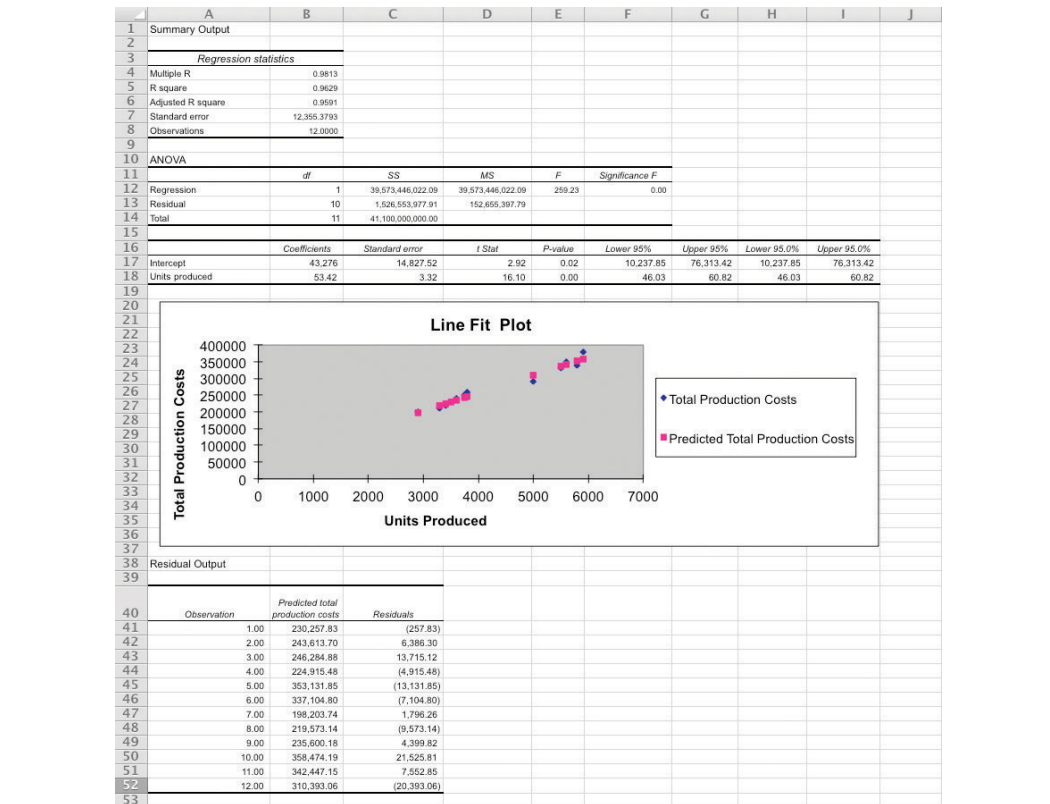 A B C D E F G H I J
1 Summary Output
2
3 Regression statistics
4 Multiple R 0.9813
5 R square 0.9629
6 Adjusted R square 0.9591
7 Standard error 12,355.3793
8 Observations 12.0000
9
10 ANOVA
11 df SS MS F Significance F
12 Regression 1 39,573,446,022.09 39,573,446,022.09 259.23 0.00
13 Residual 10 1,526,553,977.91 152,655,397.79
14 Total 11 41,100,000,000.00
15
16 Coefficients Standard error t Stat P-value Lower 95% Upper 95% Lower 95.0% Upper 95.0%
17 Intercept 43,276 14,827.52 2.92 0.02 10,237.85 76,313.42 10,237.85 76,313.42
18 Units produced 53.42 3.32 16.10 0.00 46.03 60.82 46.03 60.82
19
20
21 Line Fit Plot
22
23 400000
24 350000
25 300000
26 250000
27 200000
28 150000
29 100000
30 50000
31 0
32 0 1000 2000 3000 4000 5000 6000 7000
33 Units Produced
34 Total Production Costs
35 Total Production Costs
36 Predicted Total Production Costs
37
38 Residual Output
39
40 Observation Predicted total production costs Residuals
41 1.00 230,257.83 (257.83)
42 2.00 243,613.70 6,386.30
43 3.00 246,284.88 13,715.12
44 4.00 224,915.48 (4,915.48)
45 5.00 353,131.85 (13,131.85)
46 6.00 337,104.80 (7,104.80)
47 7.00 198,203.74 1,796.26
48 8.00 219,573.14 (9,573.14)
49 9.00 235,600.18 4,399.82
50 10.00 358,474.19 21,525.81
51 11.00 342,447.15 7,552.85
52 12.00 310,393.06 (20,393.06)
53